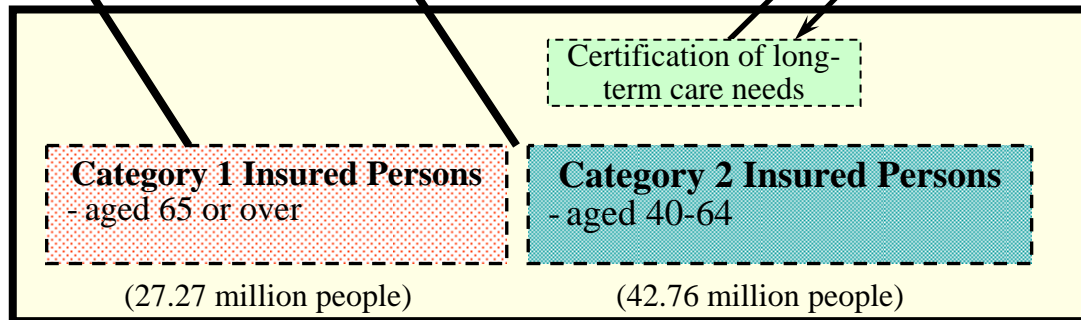 Certification of long-
term care needs
Category 1 Insured Persons
- aged 65 or over
Category 2 Insured Persons
- aged 40-64
(27.27 million people)
(42.76 million people)